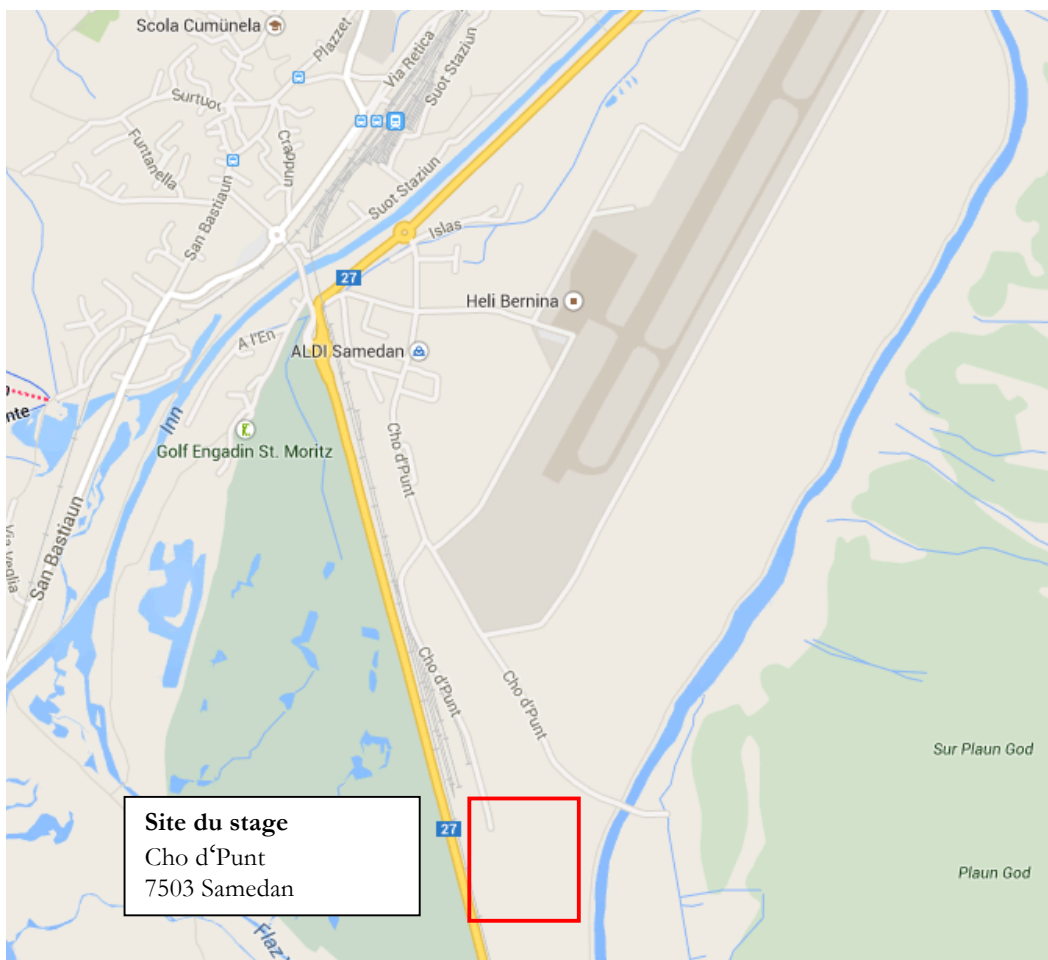 Scola Cumünela
Plazzet
Via Retica
Suot Staziun
Surtuor
Funtanella
Crappun
San Bastiaun
Suot Staziun
Islas
27
Heli Bernina
A l'En
ALDI Samedan
Inn
Golf Engadin St. Moritz
Cho d'Punt
San Bastiaun
Via Veglia
Cho d'Punt
Cho d'Punt
Sur Plaun God
27
Plaun God
Site du stage
Cho d‘Punt
7503 Samedan